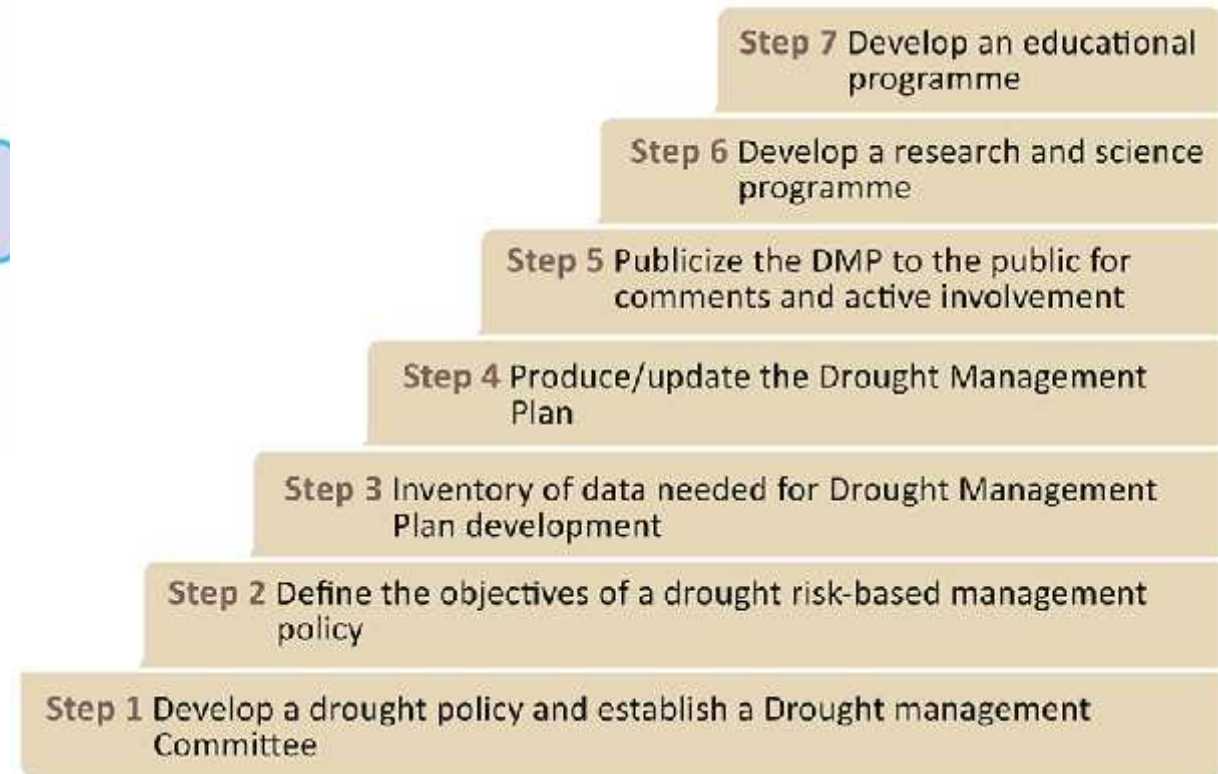 Step 7 Develop an educational
programme
Step 6 Develop a research and science
programme
Step 5 Publicize the DMP to the public for
comments and active involvement
Step 4 Produce/update the Drought Management
Plan
Step 3 Inventory of data needed for Drought Management
Plan development
Step 2 Define the objectives of a drought risk-based management
policy
Step 1 Develop a drought policy and establish a Drought management
Committee